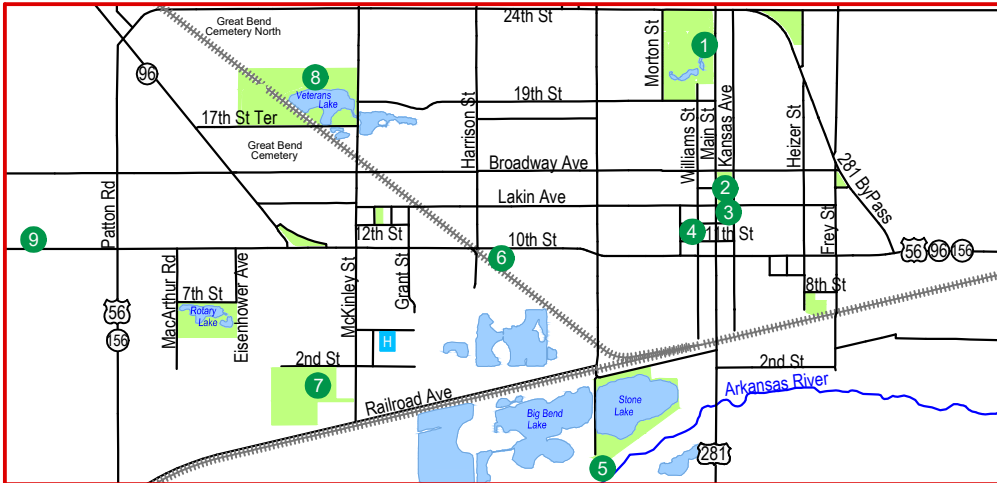 Great Bend
Cemetery North
24th St
96
8
Veterans
Lake
19th St
17th St Ter
Great Bend
Cemetery
Harrison St
Morton St
1
Williams St
Main St
Kansas Ave
Heizer St
281 ByPass
Broadway Ave
2
Lakin Ave
3
4
11th St
12th St
10th St
9
Patton Rd
6
Frey St
56
96
156
MacArthur Rd
7th St
Rotary
Lake
Eisenhower Ave
McKinley St
Grant St
8th St
56
156
H
2nd St
2nd St
7
Railroad Ave
Arkansas River
Big Bend
Lake
Stone
Lake
281
5